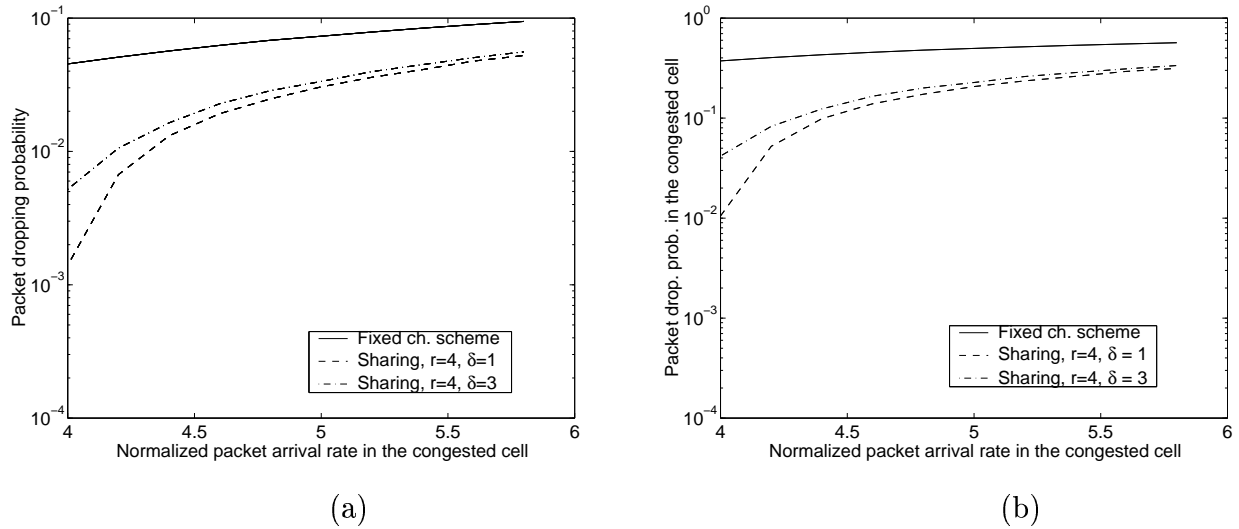 10^-1
10^-2
10^-3
10^-4
Packet dropping probability
4
4.5
5
5.5
6
Normalized packet arrival rate in the congested cell
Fixed ch. scheme
Sharing, r=4, δ=1
Sharing, r=4, δ=3
(a)
10^0
10^-1
10^-2
10^-3
10^-4
Packet drop. prob. in the congested cell
4
4.5
5
5.5
6
Normalized packet arrival rate in the congested cell
Fixed ch. scheme
Sharing, r=4, δ = 1
Sharing, r=4, δ = 3
(b)